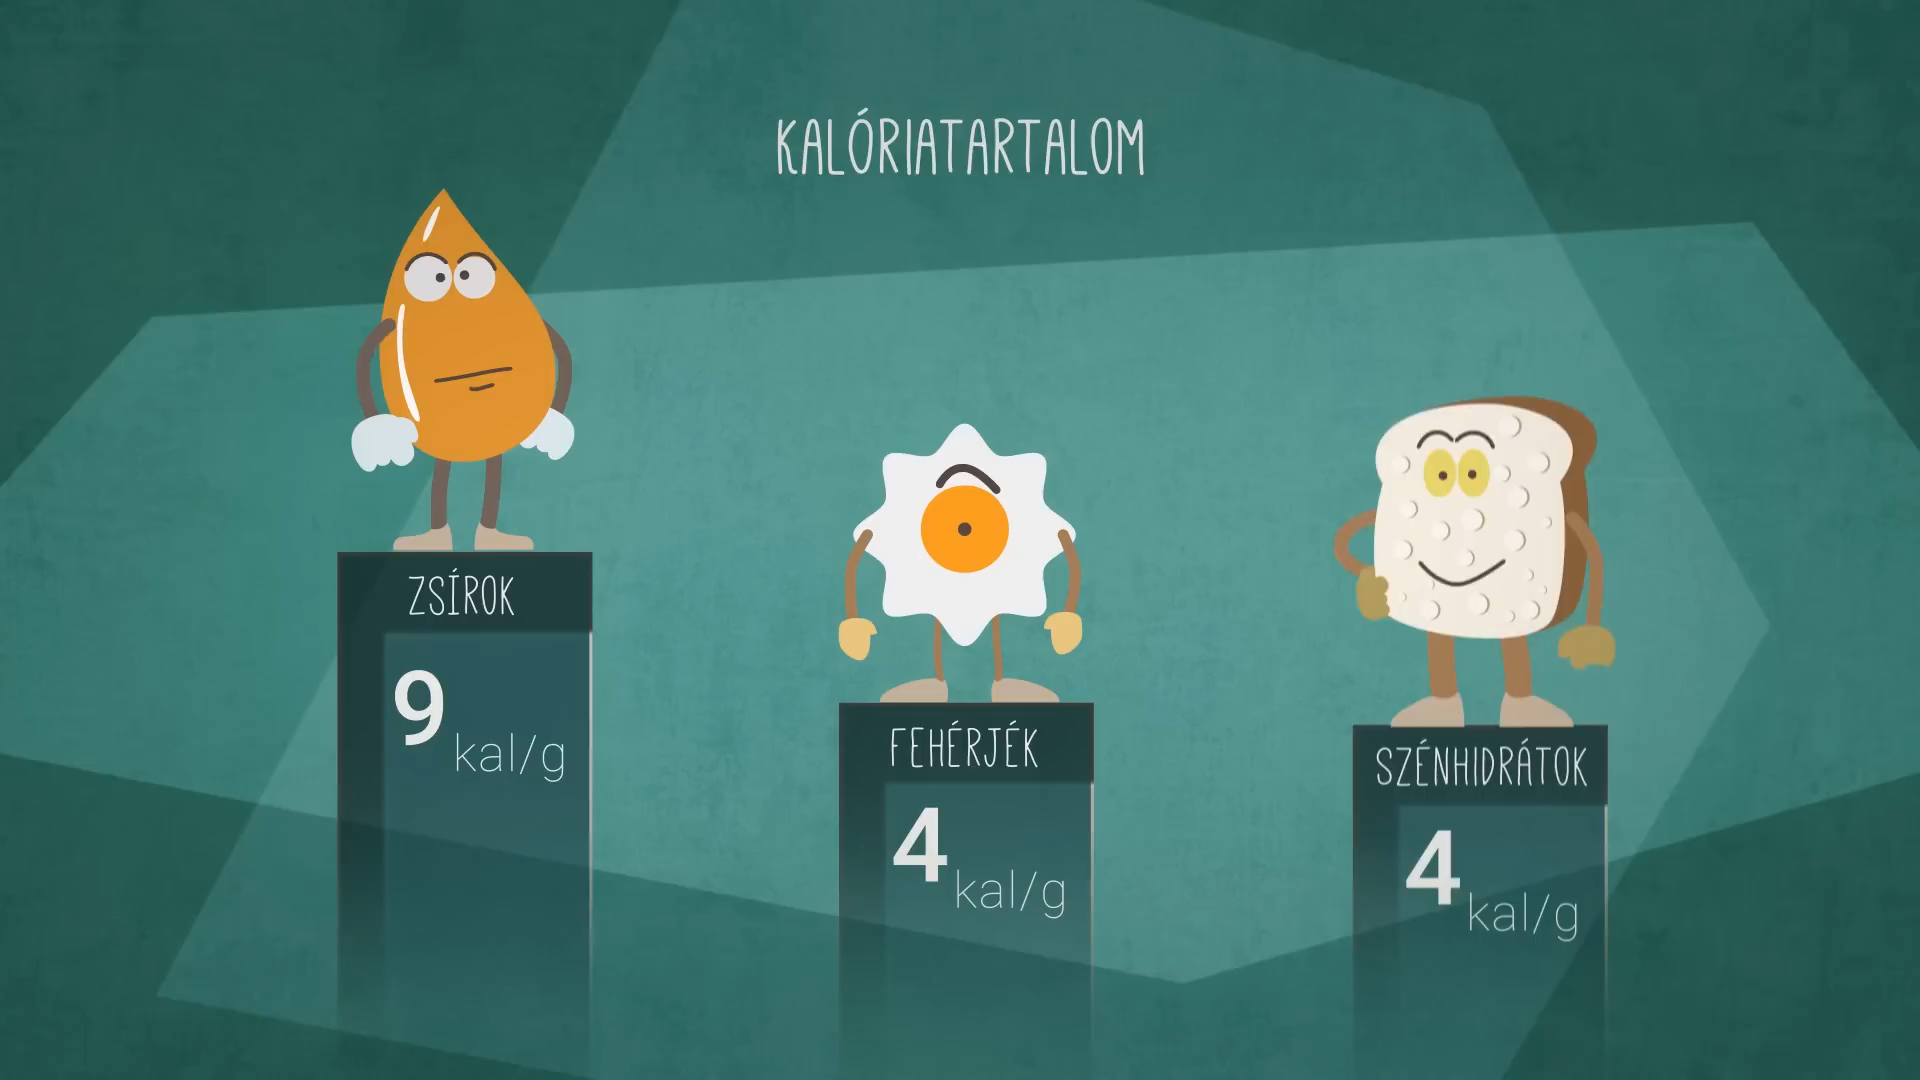 KALÓRIATARTALOM
ZSÍROK
9 kal/g
FEHÉRJÉK
4 kal/g
SZÉNHIDRÁTOK
4 kal/g